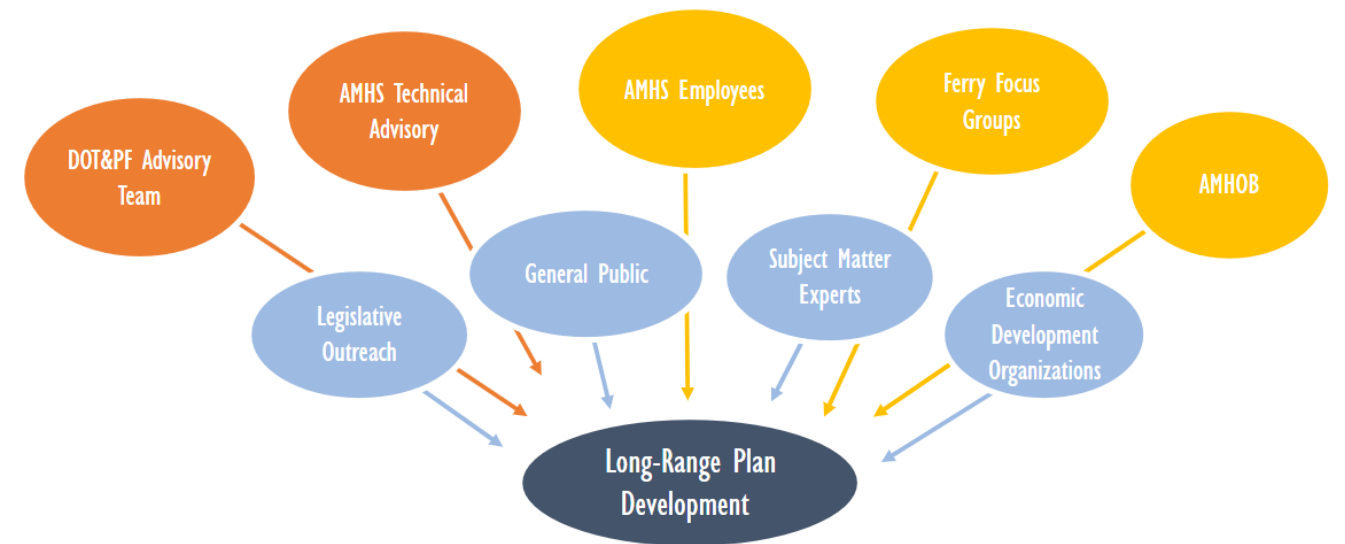 DOT&PF Advisory
Team
AMHS Technical
Advisory
AMHS Employees
Ferry Focus
Groups
AMHOB
Legislative
Outreach
General Public
Subject Matter
Experts
Economic
Development
Organizations
Long-Range Plan
Development